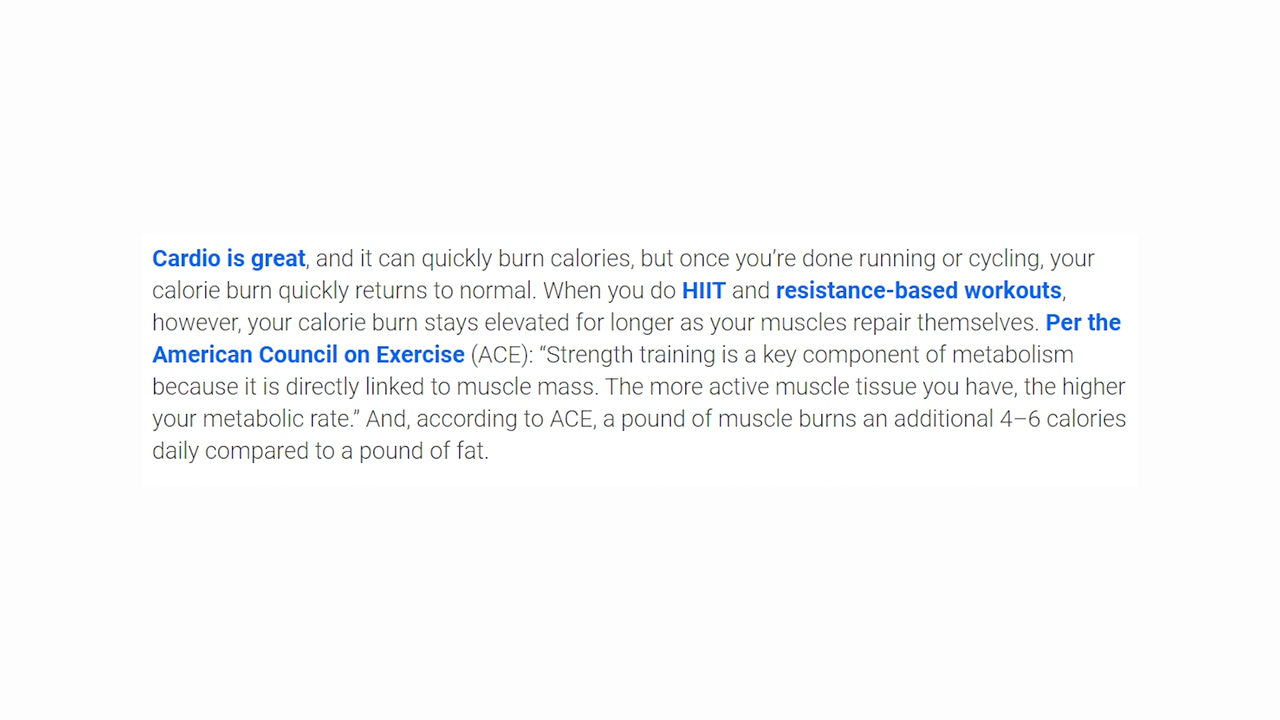 Cardio is great, and it can quickly burn calories, but once you’re done running or cycling, your
calorie burn quickly returns to normal. When you do HIIT and resistance-based workouts,
however, your calorie burn stays elevated for longer as your muscles repair themselves. Per the
American Council on Exercise (ACE): “Strength training is a key component of metabolism
because it is directly linked to muscle mass. The more active muscle tissue you have, the higher
your metabolic rate.” And, according to ACE, a pound of muscle burns an additional 4–6 calories
daily compared to a pound of fat.